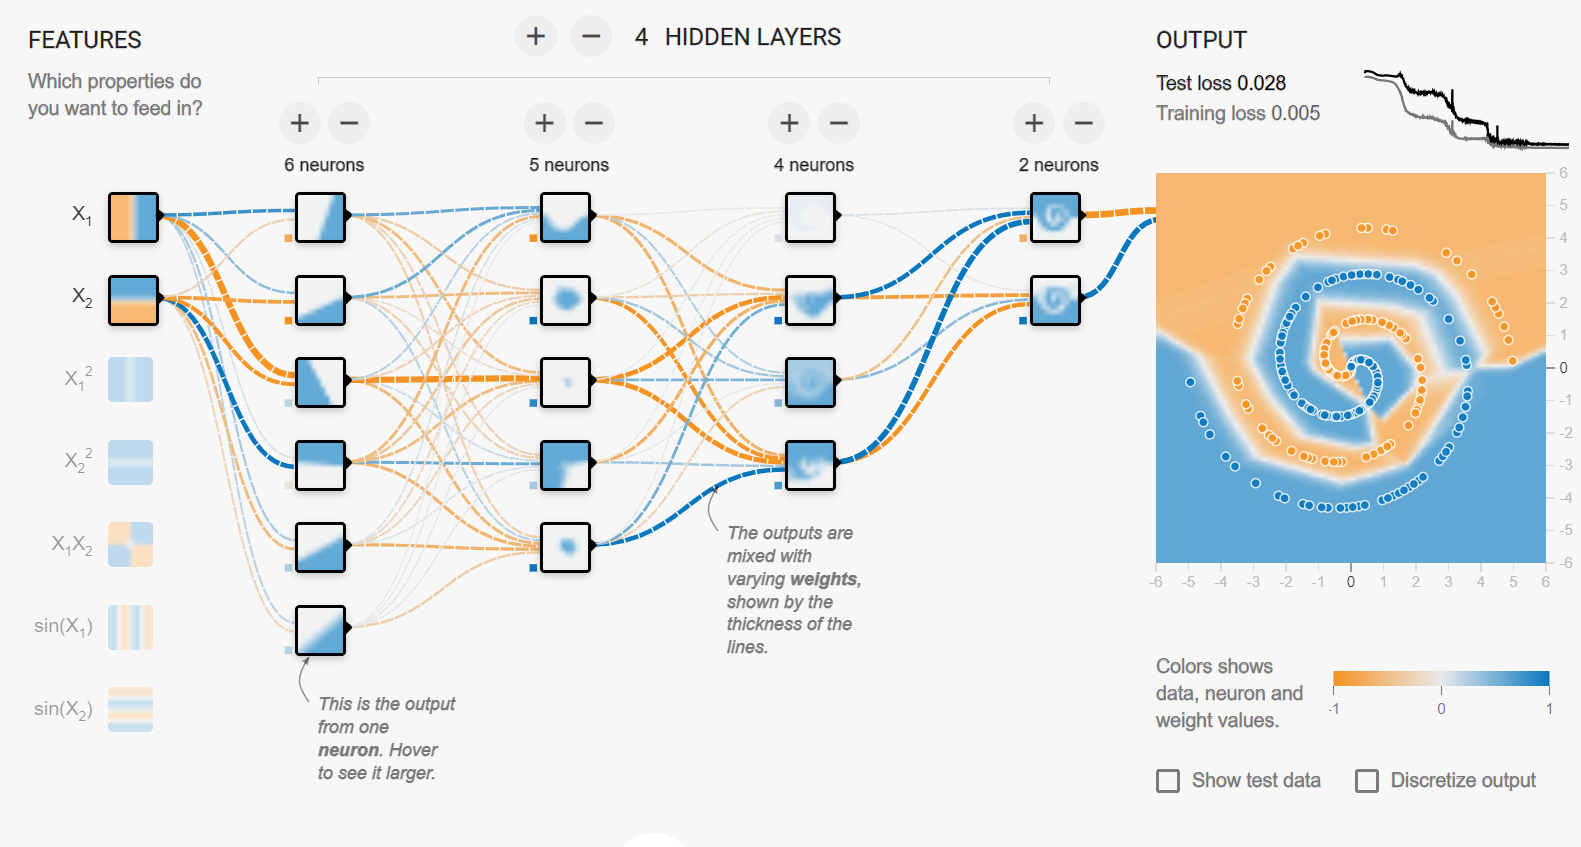 FEATURES
Which properties do
you want to feed in?
+ − 4 HIDDEN LAYERS
+ −
6 neurons
+ −
5 neurons
+ −
4 neurons
+ −
2 neurons
X1
X2
X1²
X2²
X1X2
sin(X1)
sin(X2)
This is the output
from one
neuron. Hover
to see it larger.
The outputs are
mixed with
varying weights,
shown by the
thickness of the
lines.
OUTPUT
Test loss 0.028
Training loss 0.005
6
5
4
3
2
1
0
-1
-2
-3
-4
-5
-6
-6 -5 -4 -3 -2 -1 0 1 2 3 4 5 6
Colors shows
data, neuron and
weight values.
-1 0 1
Show test data
Discretize output